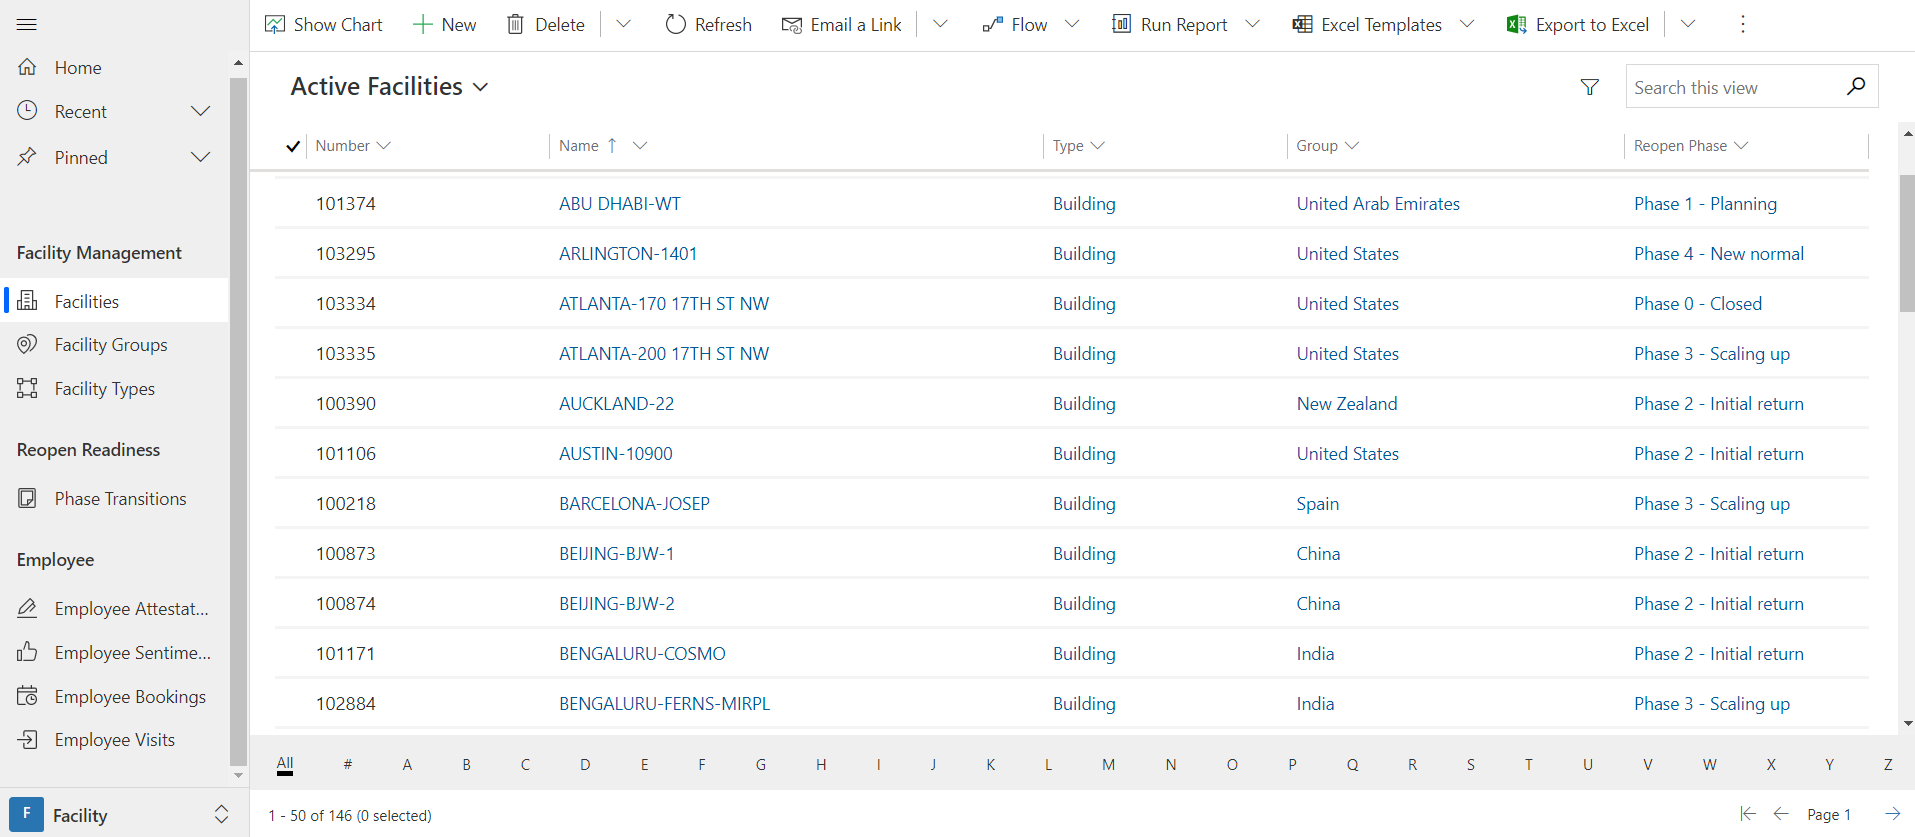 Show Chart New Delete Refresh Email a Link Flow Run Report Excel Templates Export to Excel
Home
Recent
Pinned
Facility Management
Facilities
Facility Groups
Facility Types
Reopen Readiness
Phase Transitions
Employee
Employee Attestat...
Employee Sentime...
Employee Bookings
Employee Visits
F Facility
Active Facilities
Search this view
Number Name Type Group Reopen Phase
101374 ABU DHABI-WT Building United Arab Emirates Phase 1 - Planning
103295 ARLINGTON-1401 Building United States Phase 4 - New normal
103334 ATLANTA-170 17TH ST NW Building United States Phase 0 - Closed
103335 ATLANTA-200 17TH ST NW Building United States Phase 3 - Scaling up
100390 AUCKLAND-22 Building New Zealand Phase 2 - Initial return
101106 AUSTIN-10900 Building United States Phase 2 - Initial return
100218 BARCELONA-JOSEP Building Spain Phase 3 - Scaling up
100873 BEIJING-BJW-1 Building China Phase 2 - Initial return
100874 BEIJING-BJW-2 Building China Phase 2 - Initial return
101171 BENGALURU-COSMO Building India Phase 2 - Initial return
102884 BENGALURU-FERNS-MIRPL Building India Phase 3 - Scaling up
All # A B C D E F G H I J K L M N O P Q R S T U V W X Y Z
1 - 50 of 146 (0 selected) Page 1